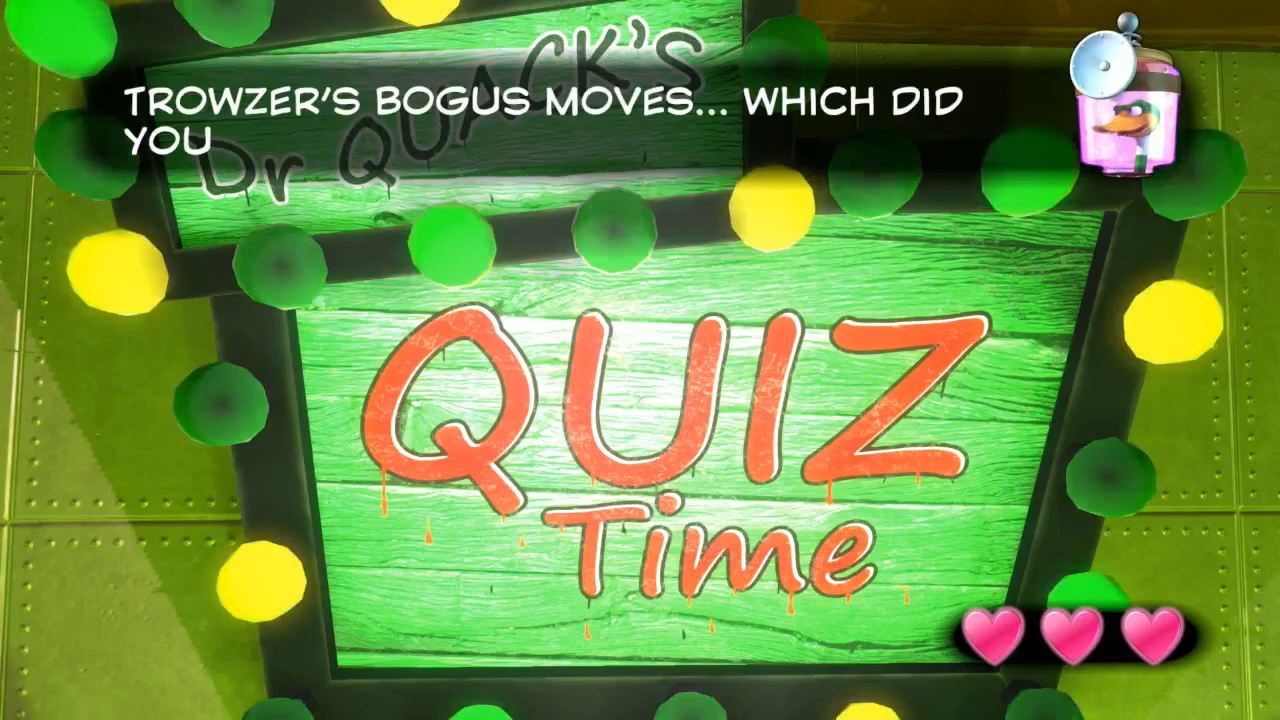 TROWZER'S BOGUS MOVES... WHICH DID
YOU
Dr QUACK'S
QUIZ
Time